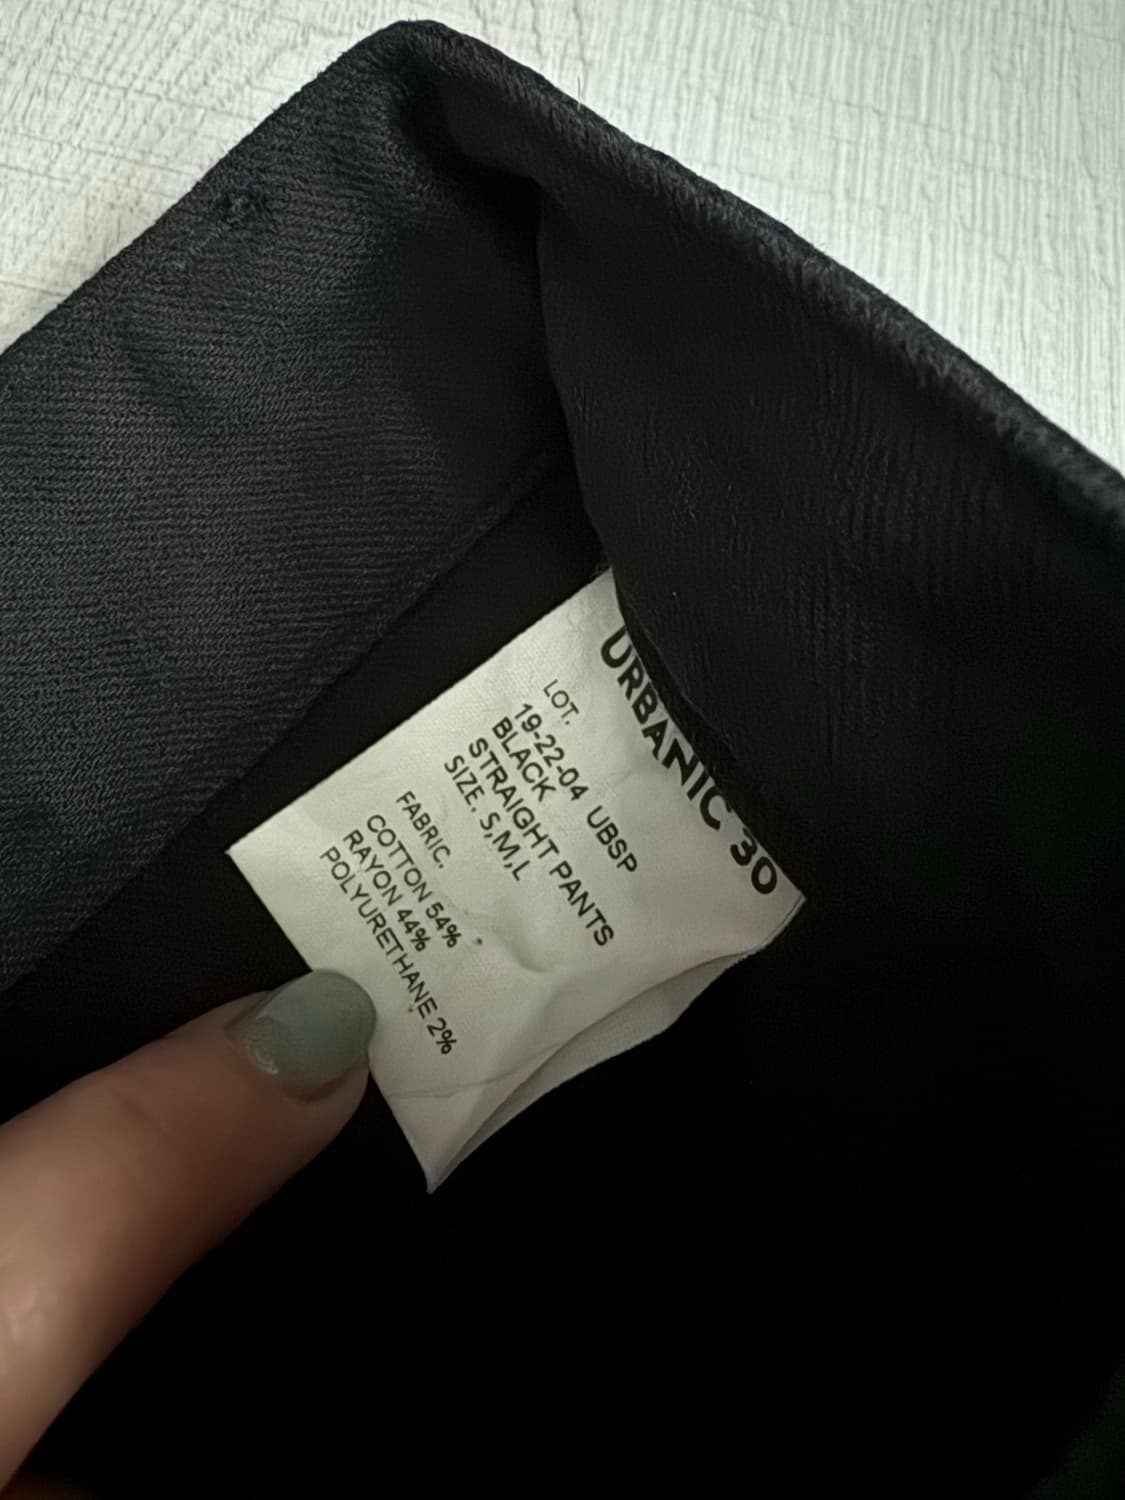 URBANIC 30
LOT.
19-22-04 UBSP
BLACK
STRAIGHT PANTS
SIZE. S,M,L
FABRIC.
COTTON 54%
RAYON 44%
POLYURETHANE 2%